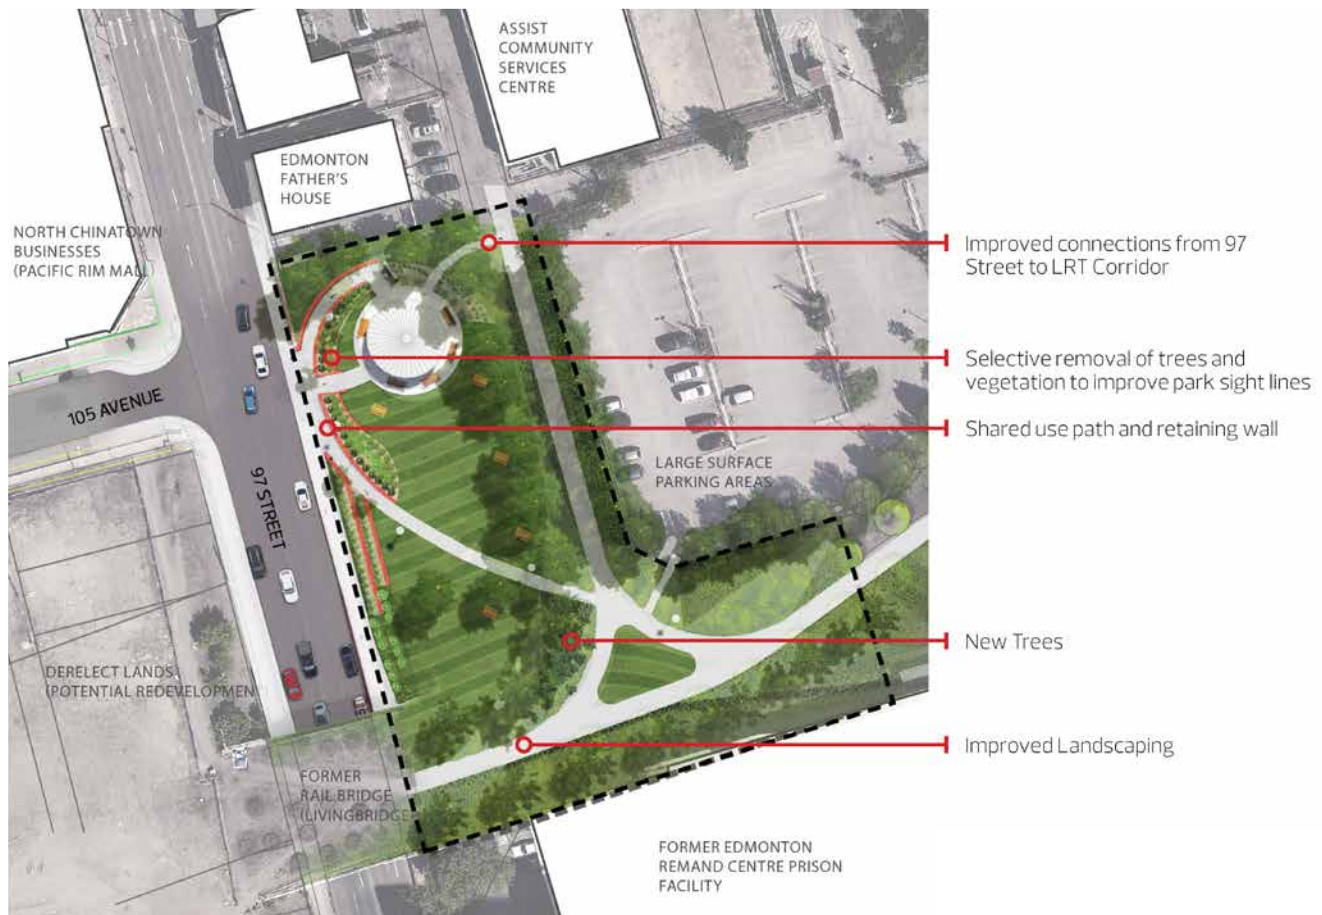 ASSIST
COMMUNITY
SERVICES
CENTRE
EDMONTON
FATHER'S
HOUSE
NORTH CHINATOWN
BUSINESSES
(PACIFIC RIM MALL)
Improved connections from 97
Street to LRT Corridor
Selective removal of trees and
vegetation to improve park sight lines
105 AVENUE
Shared use path and retaining wall
LARGE SURFACE
PARKING AREAS
97 STREET
New Trees
DERELECT LANDS
(POTENTIAL REDEVELOPMEN
Improved Landscaping
FORMER
RAIL BRIDGE
(LIVINGBRIDGE
FORMER EDMONTON
REMAND CENTRE PRISON
FACILITY